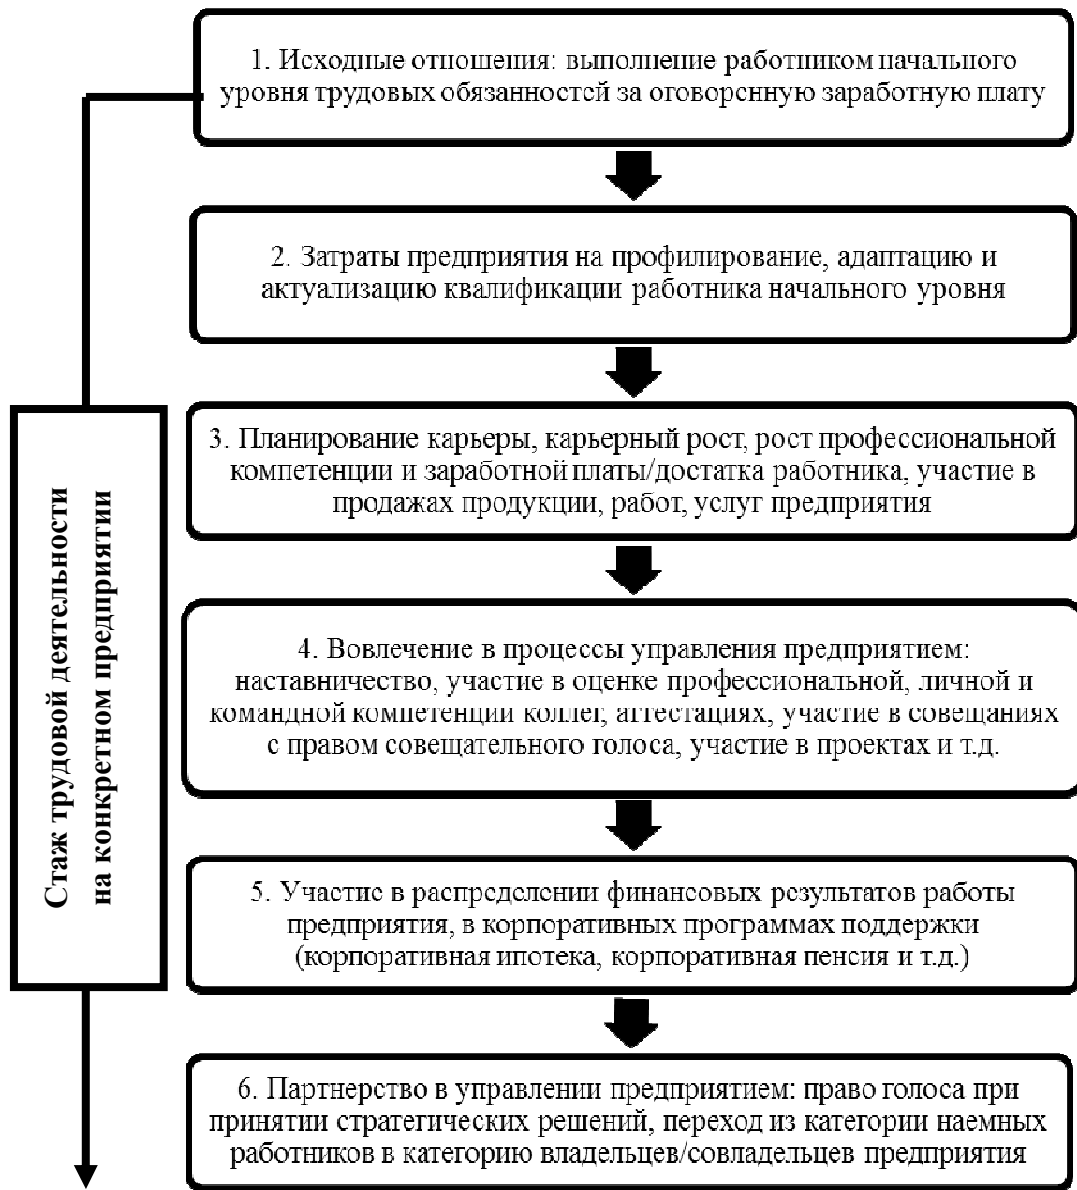 1. Исходные отношения: выполнение работником начального
уровня трудовых обязанностей за оговоренную заработную плату
2. Затраты предприятия на профилирование, адаптацию и
актуализацию квалификации работника начального уровня
3. Планирование карьеры, карьерный рост, рост профессиональной
компетенции и заработной платы/достатка работника, участие в
продажах продукции, работ, услуг предприятия
4. Вовлечение в процессы управления предприятием:
наставничество, участие в оценке профессиональной, личной и
командной компетенции коллег, аттестациях, участие в совещаниях
с правом совещательного голоса, участие в проектах и т.д.
5. Участие в распределении финансовых результатов работы
предприятия, в корпоративных программах поддержки
(корпоративная ипотека, корпоративная пенсия и т.д.)
6. Партнерство в управлении предприятием: право голоса при
принятии стратегических решений, переход из категории наемных
работников в категорию владельцев/совладельцев предприятия
Стаж трудовой деятельности
на конкретном предприятии